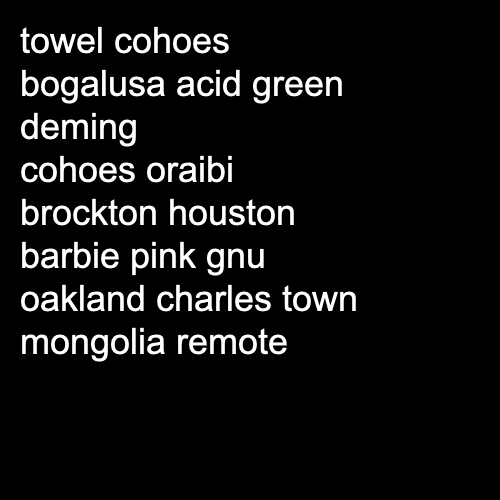 towel cohoes
bogalusa acid green
deming
cohoes oraibi
brockton houston
barbie pink gnu
oakland charles town
mongolia remote